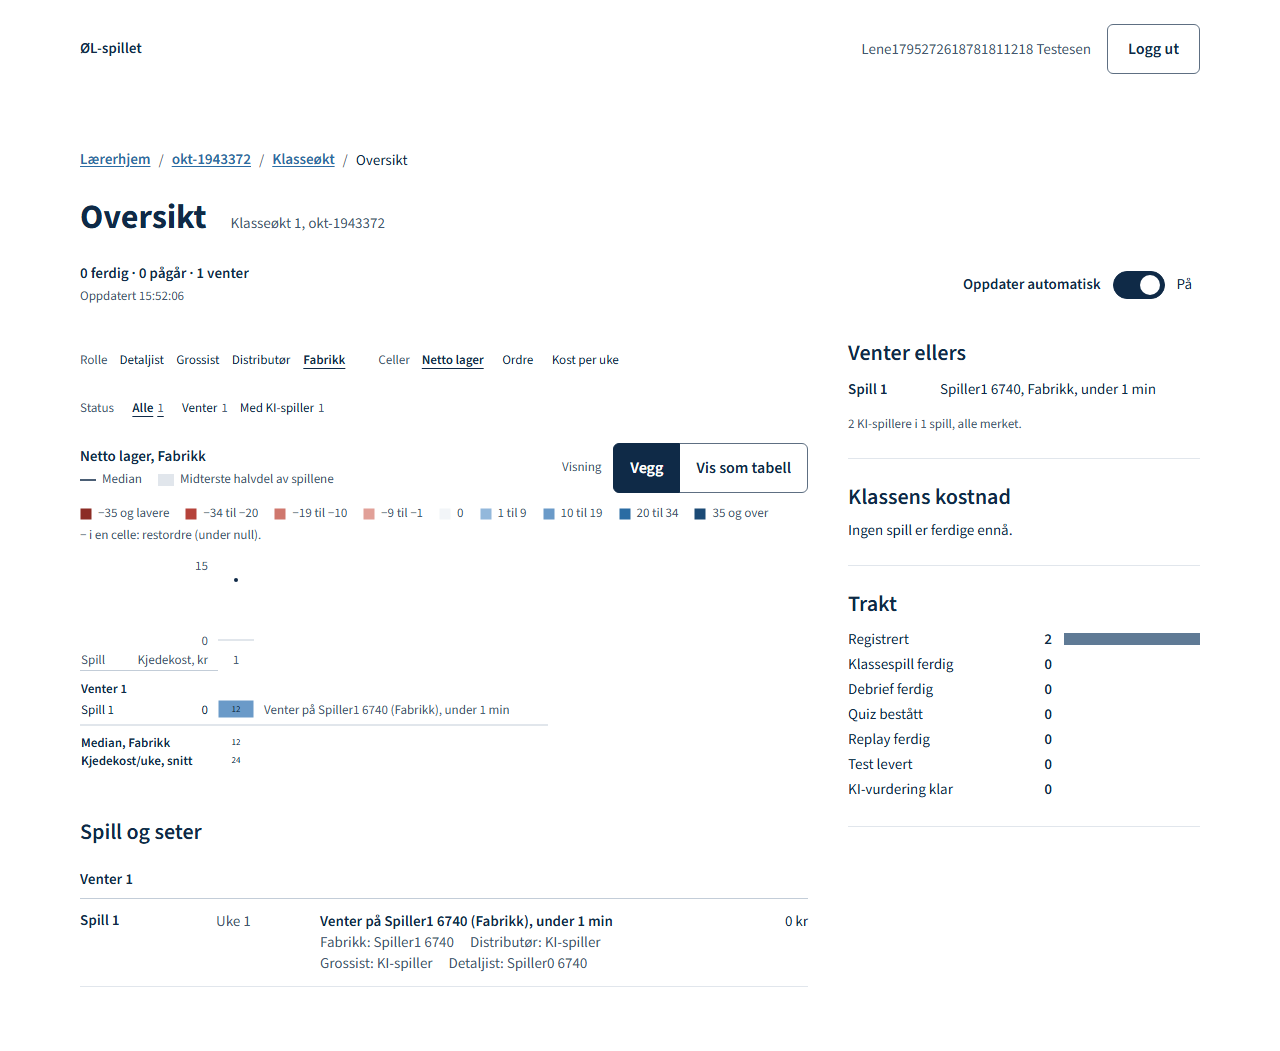 ØL-spillet
Lene1795272618781811218 Testesen
Logg ut
Lærerhjem / okt-1943372 / Klasseøkt / Oversikt
Oversikt
Klasseøkt 1, okt-1943372
0 ferdig · 0 pågår · 1 venter
Oppdatert 15:52:06
Oppdater automatisk
På
Rolle Detaljist Grossist Distributør Fabrikk Celler Netto lager Ordre Kost per uke
Status Alle 1 Venter 1 Med KI-spiller 1
Netto lager, Fabrikk
Median Midterste halvdel av spillene
Visning Vegg Vis som tabell
−35 og lavere −34 til −20 −19 til −10 −9 til −1 0 1 til 9 10 til 19 20 til 34 35 og over
− i en celle: restordre (under null).
15
0
Spill Kjedekost, kr 1
Venter 1
Spill 1 0 12 Venter på Spiller1 6740 (Fabrikk), under 1 min
Median, Fabrikk 12
Kjedekost/uke, snitt 24
Spill og seter
Venter 1
Spill 1 Uke 1 Venter på Spiller1 6740 (Fabrikk), under 1 min 0 kr
Fabrikk: Spiller1 6740 Distributør: KI-spiller
Grossist: KI-spiller Detaljist: Spiller0 6740
Venter ellers
Spill 1 Spiller1 6740, Fabrikk, under 1 min
2 KI-spillere i 1 spill, alle merket.
Klassens kostnad
Ingen spill er ferdige ennå.
Trakt
Registrert 2
Klassespill ferdig 0
Debrief ferdig 0
Quiz bestått 0
Replay ferdig 0
Test levert 0
KI-vurdering klar 0